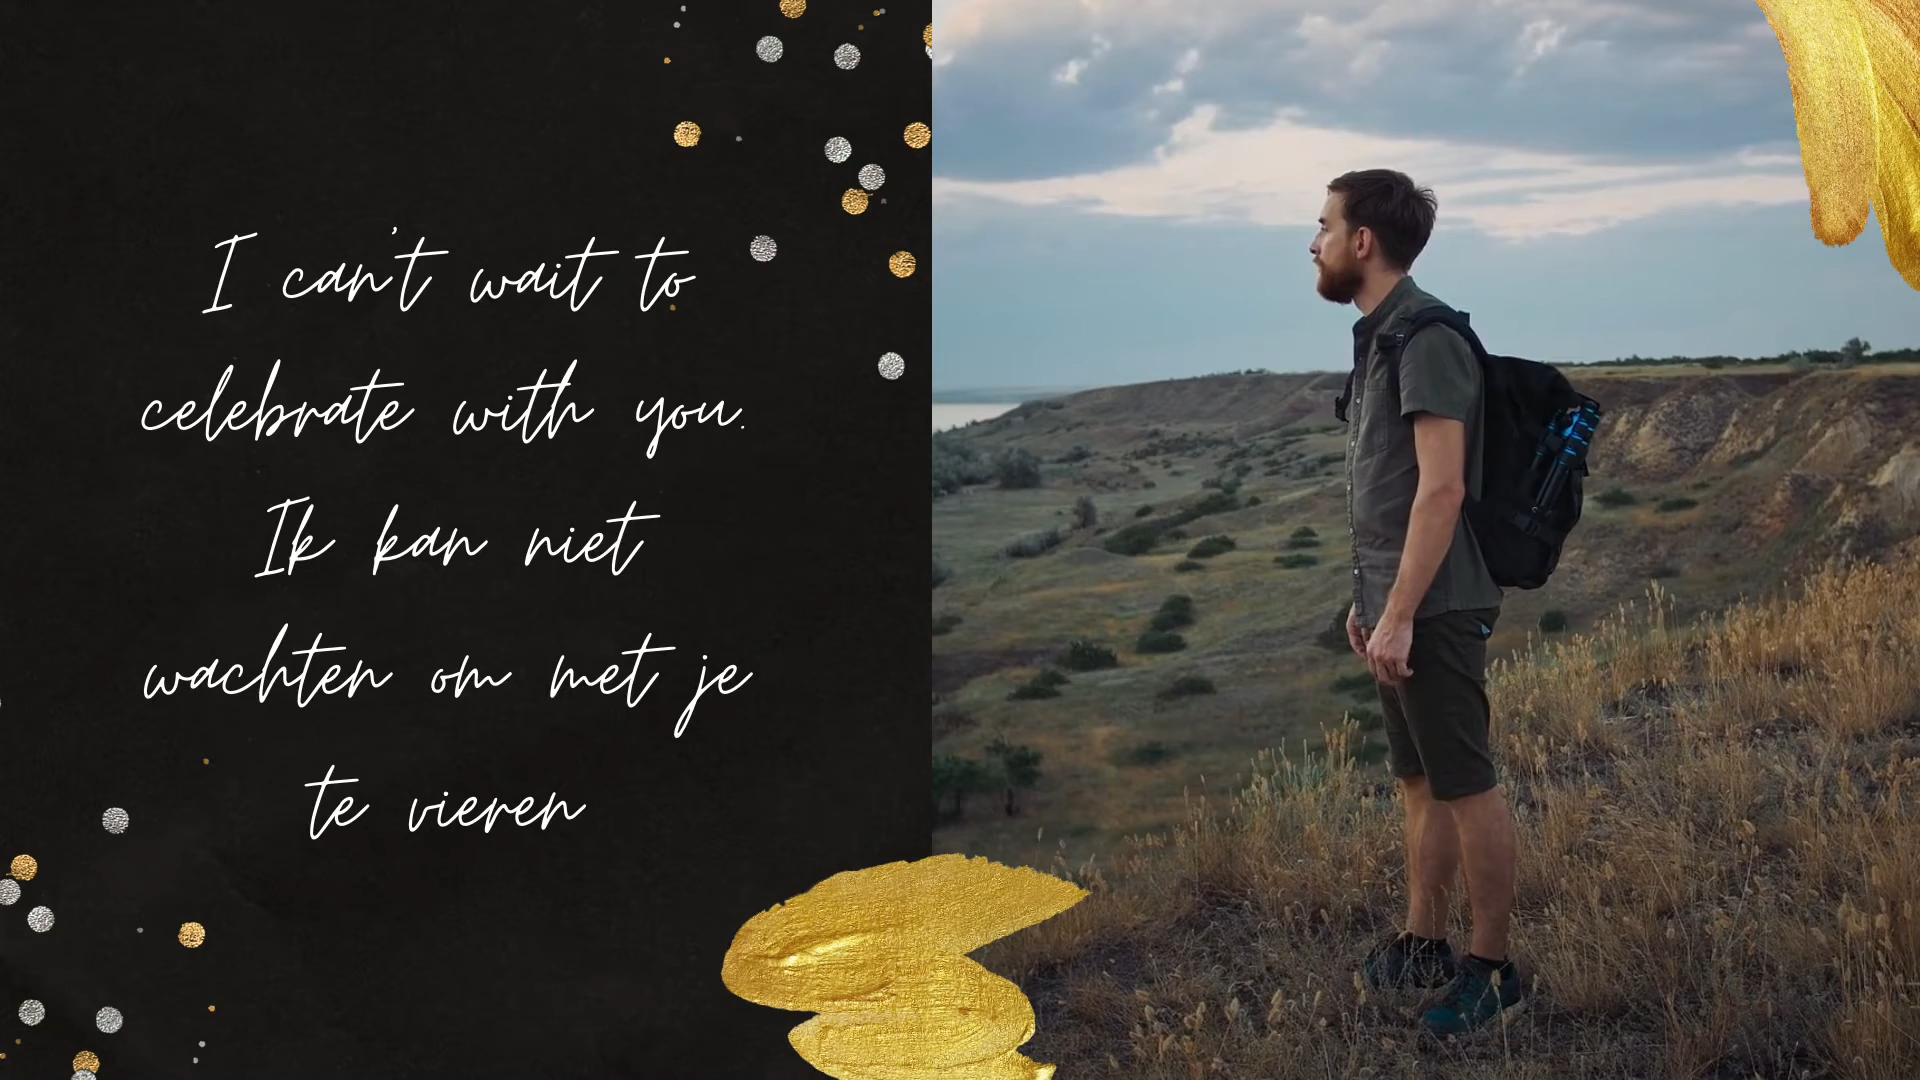 I can't wait to
celebrate with you.
Ik kan niet
wachten om met je
te vieren